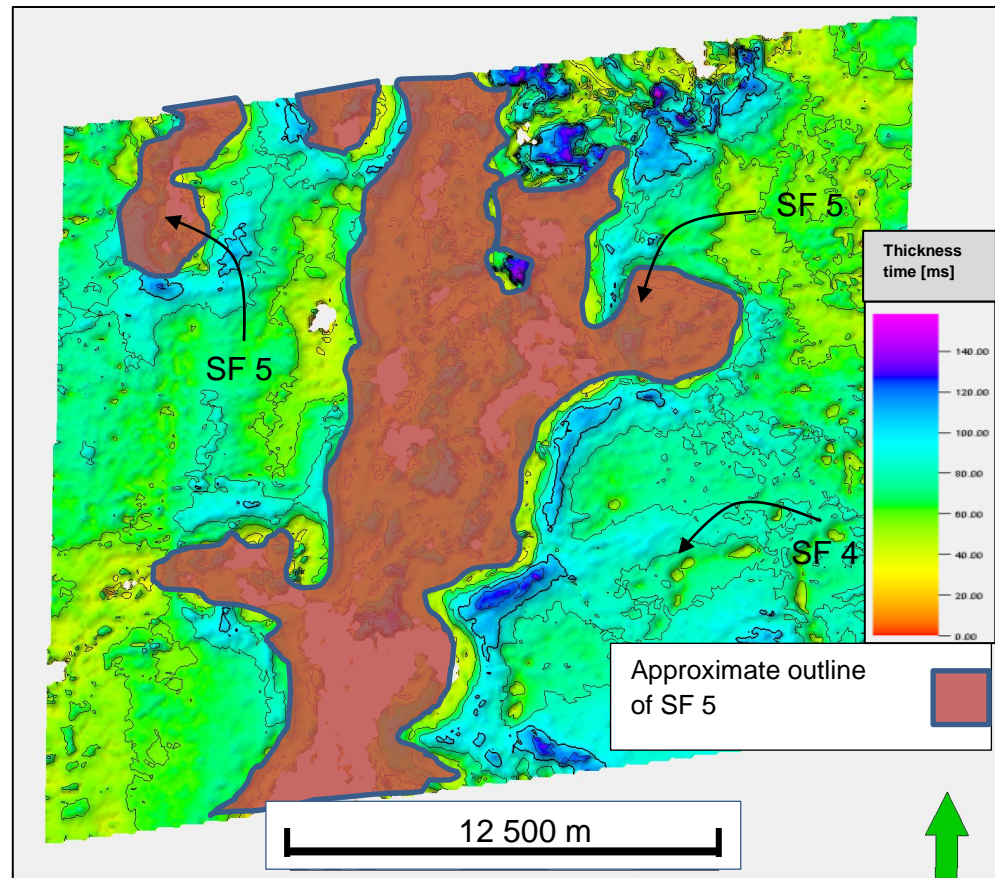 SF 5
SF 5
Thickness
time [ms]
140.00
120.00
100.00
80.00
60.00
40.00
20.00
0.00
SF 4
Approximate outline
of SF 5
12 500 m